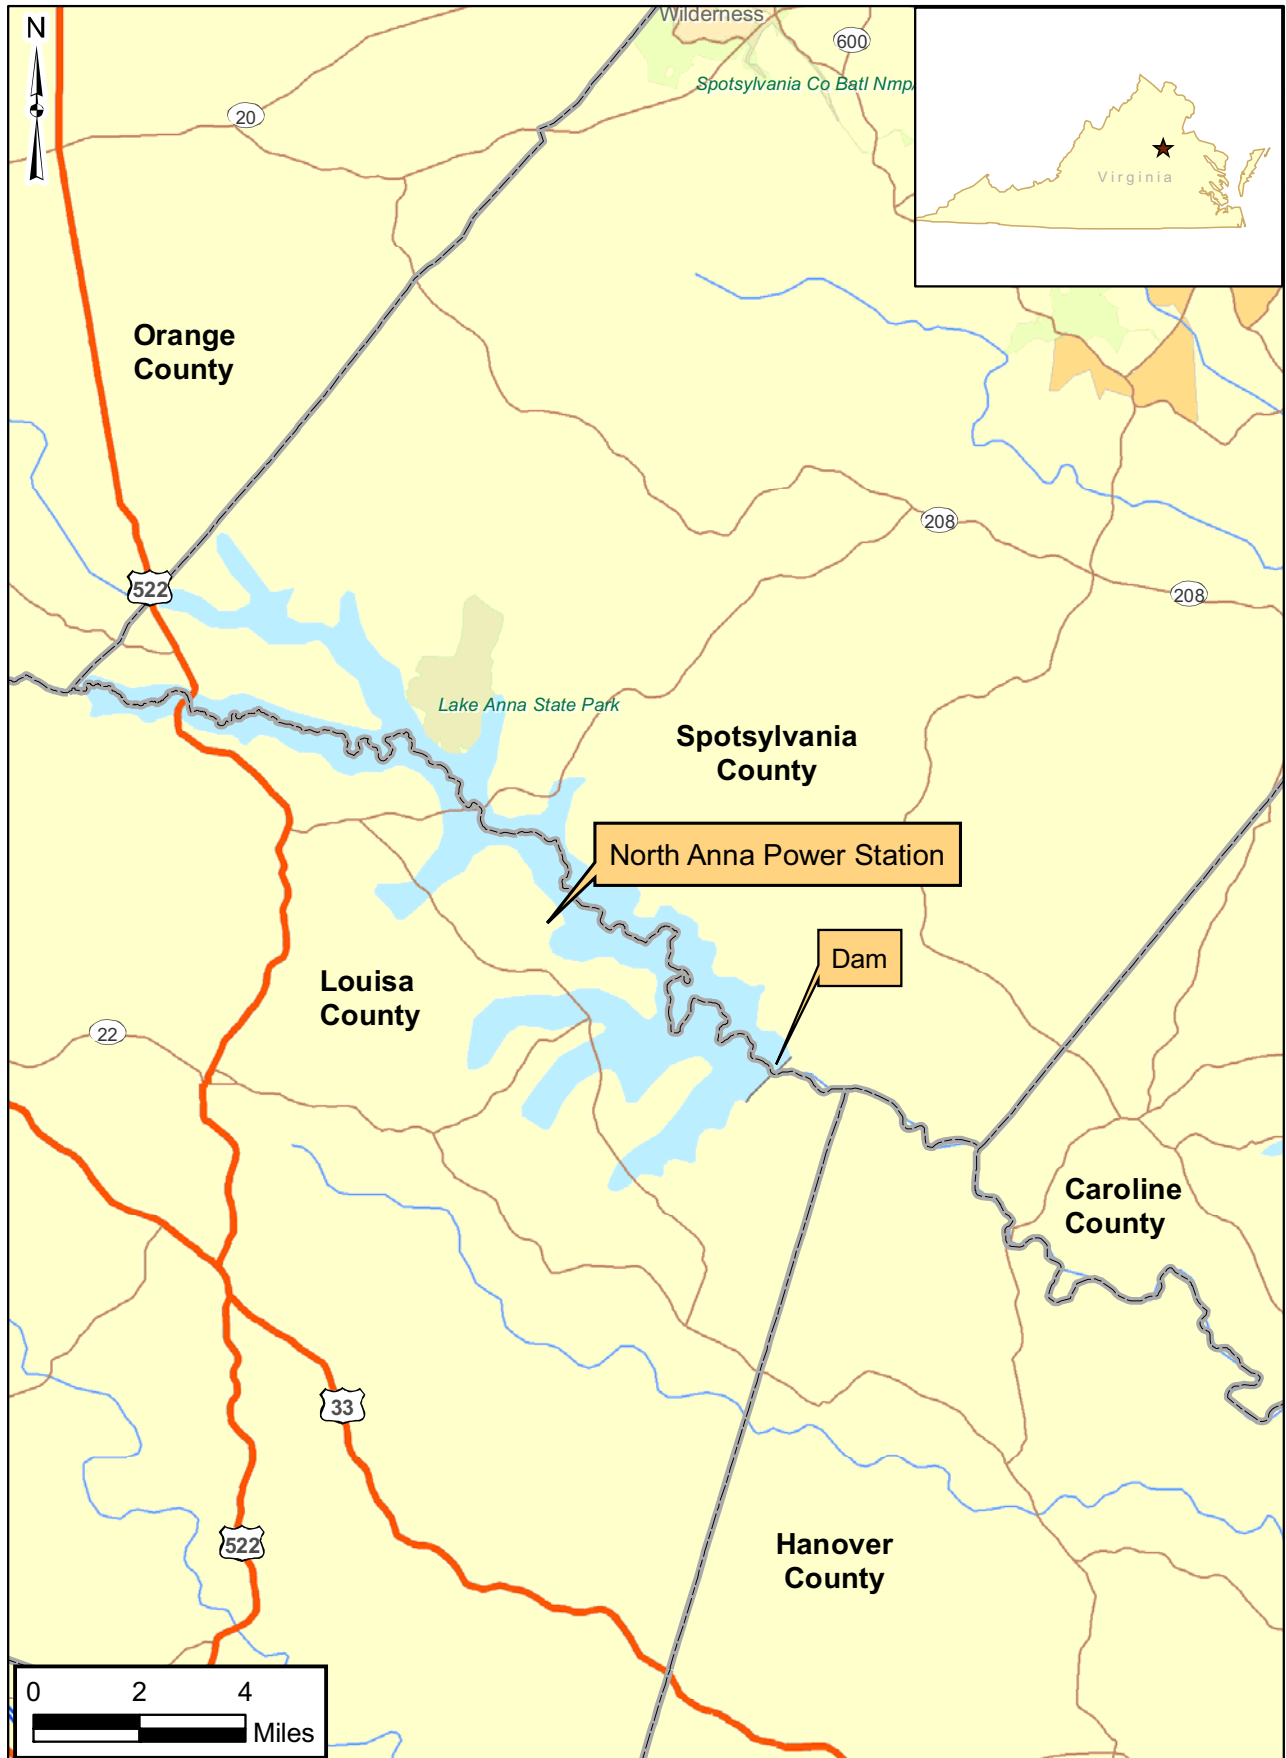 N
Wilderness
600
Spotsylvania Co Batl Nmp
20
Virginia
Orange
County
208
522
208
Lake Anna State Park
Spotsylvania
County
North Anna Power Station
Dam
Louisa
County
22
Caroline
County
33
522
Hanover
County
0 2 4
Miles